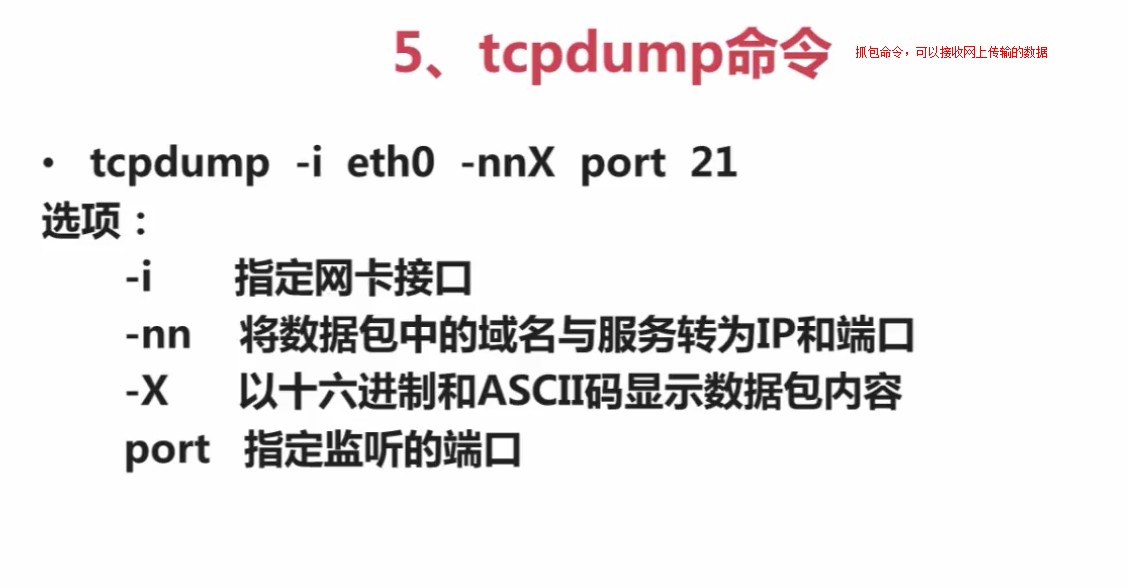 5、tcpdump命令 抓包命令，可以接收网上传输的数据
• tcpdump -i eth0 -nnX port 21
选项：
-i 指定网卡接口
-nn 将数据包中的域名与服务转为IP和端口
-X 以十六进制和ASCII码显示数据包内容
port 指定监听的端口